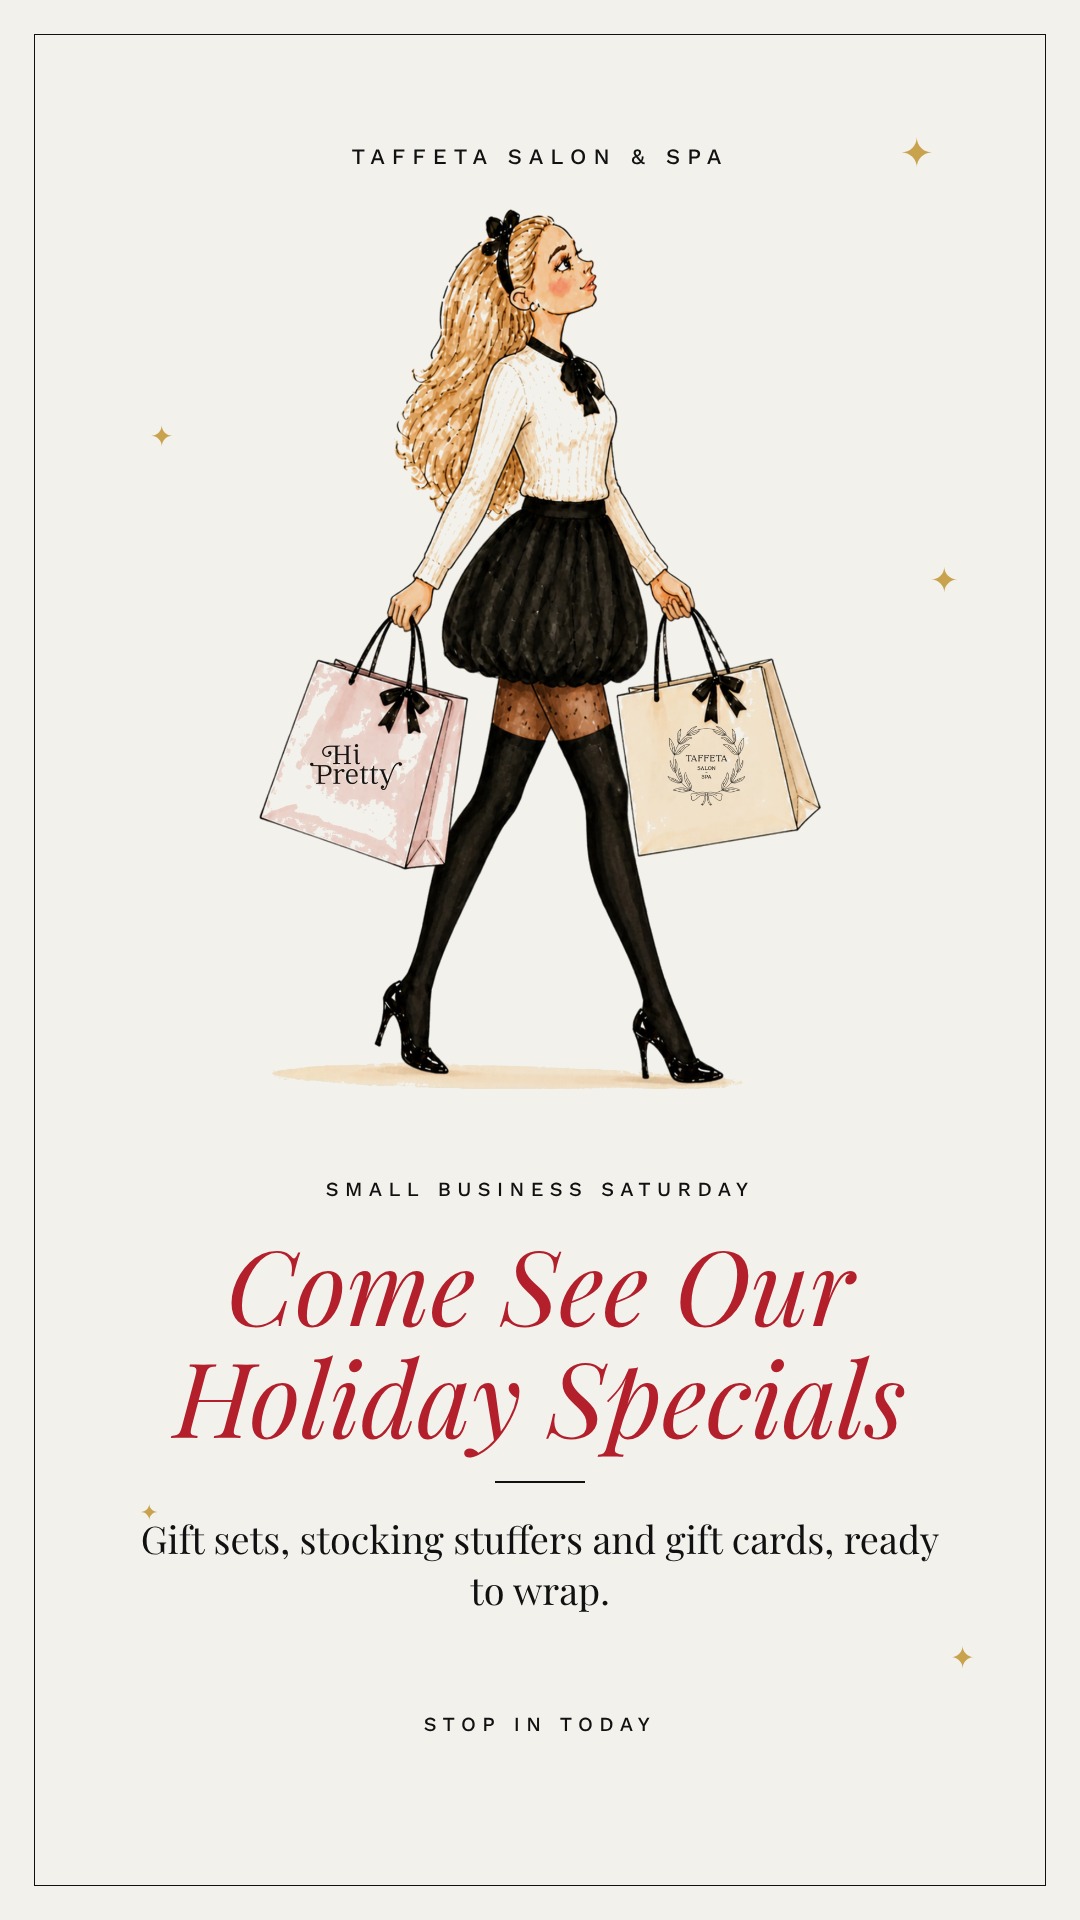 TAFFETA SALON & SPA
Hi
Pretty
TAFFETA
SALON
SPA
SMALL BUSINESS SATURDAY
Come See Our
Holiday Specials
Gift sets, stocking stuffers and gift cards, ready
to wrap.
STOP IN TODAY